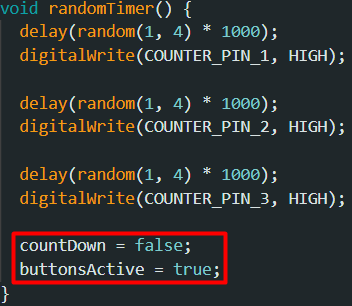 void randomTimer() {
delay(random(1, 4) * 1000);
digitalWrite(COUNTER_PIN_1, HIGH);
delay(random(1, 4) * 1000);
digitalWrite(COUNTER_PIN_2, HIGH);
delay(random(1, 4) * 1000);
digitalWrite(COUNTER_PIN_3, HIGH);
countDown = false;
buttonsActive = true;
}